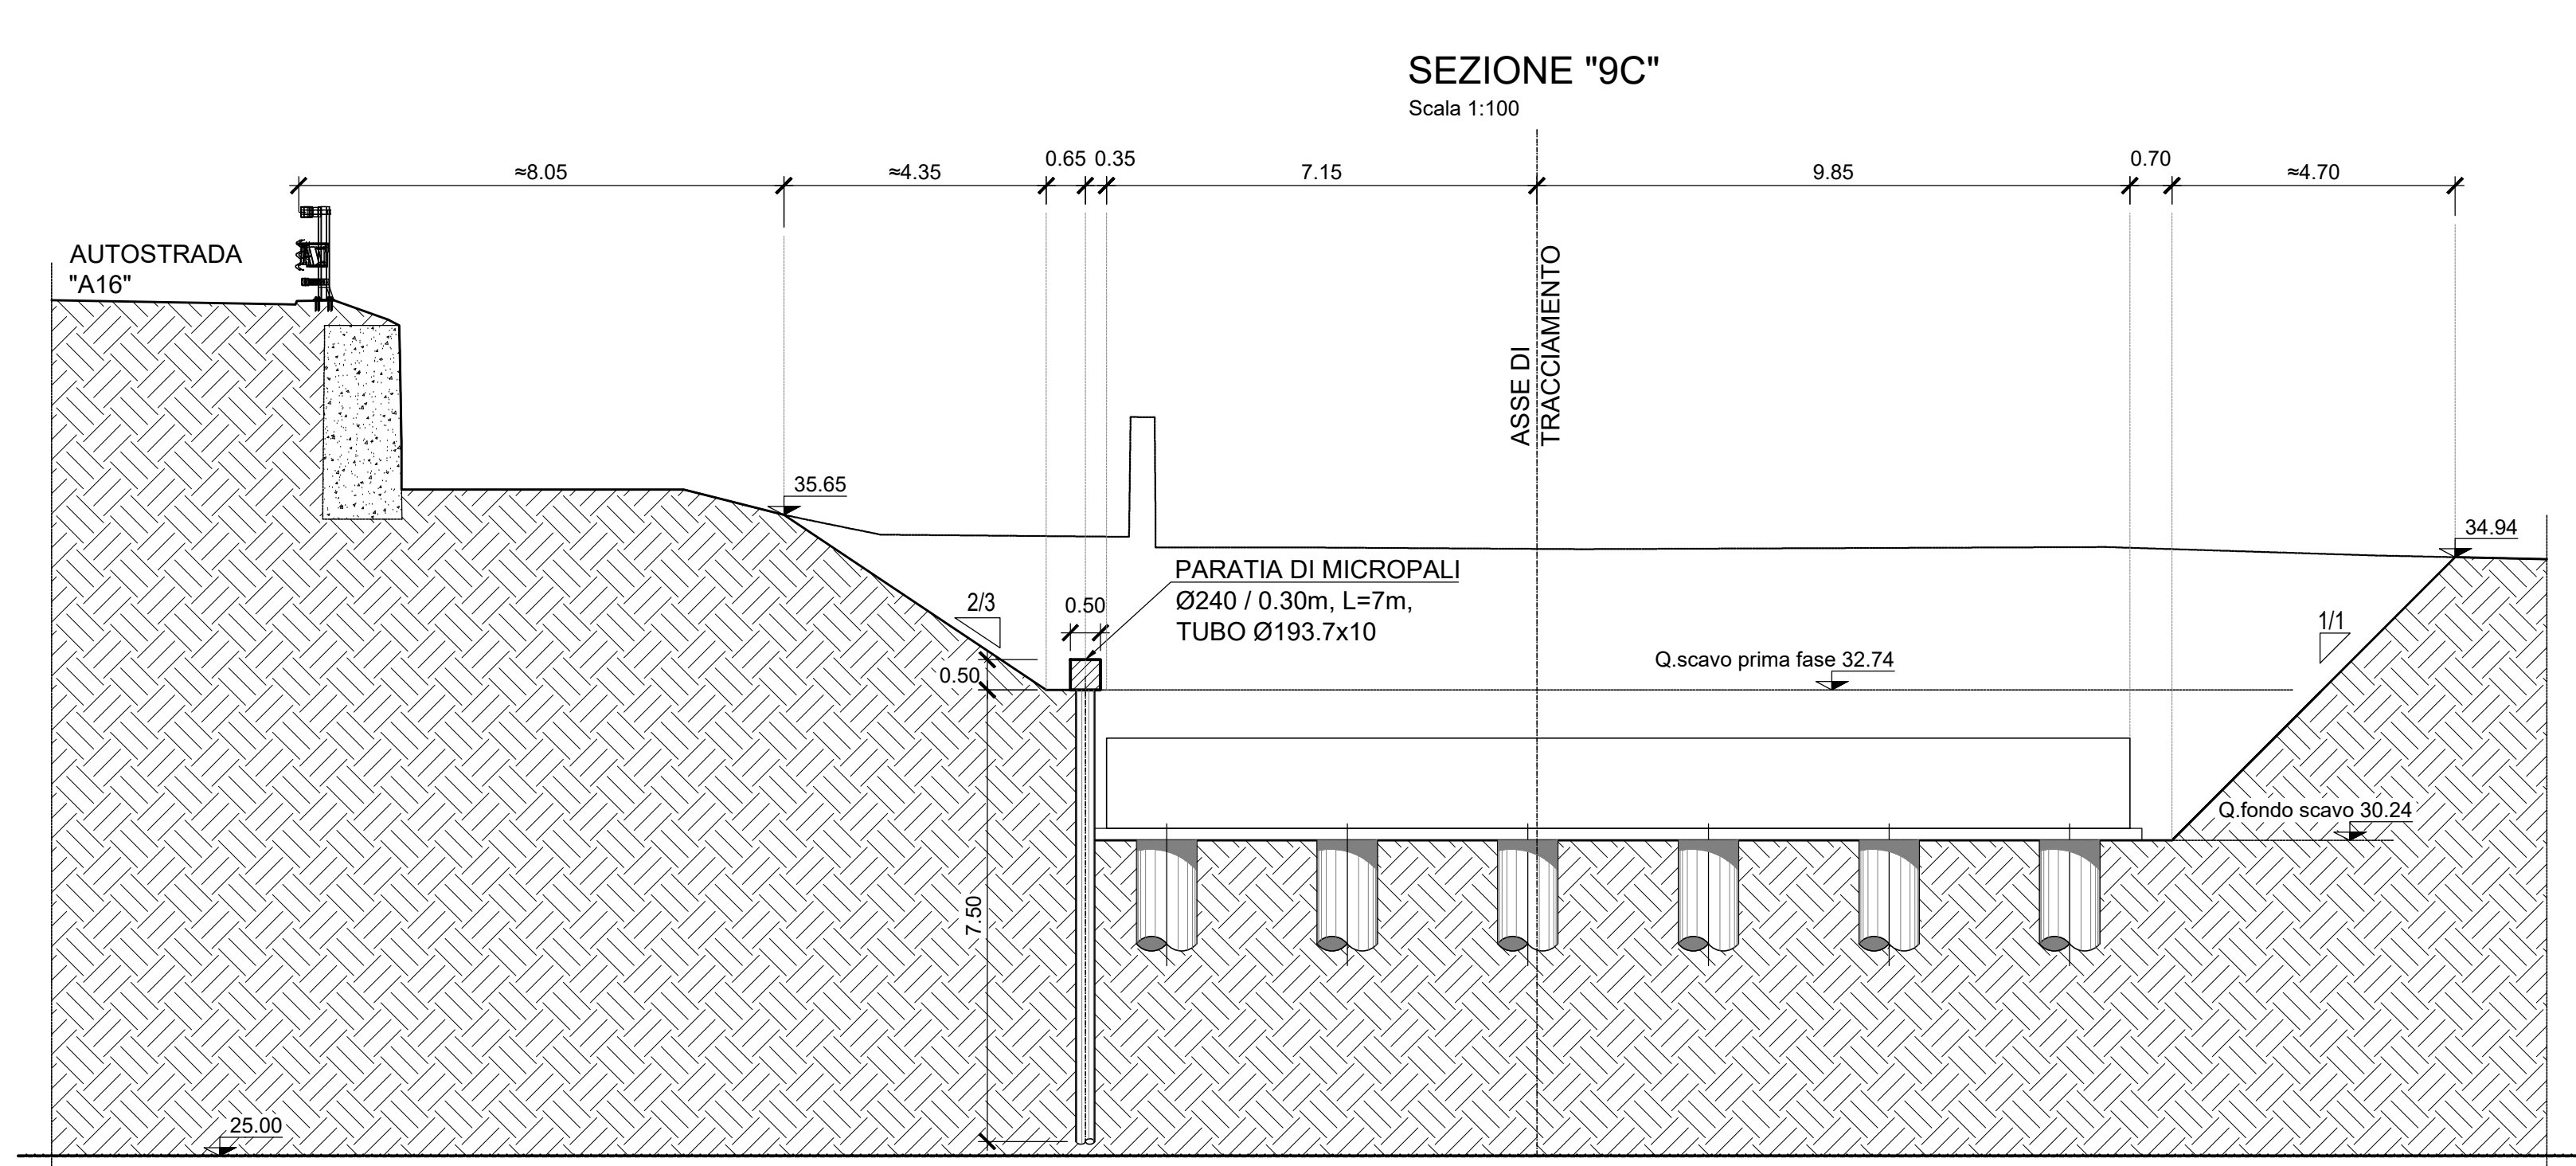 SEZIONE "9C"
Scala 1:100
≈8.05
≈4.35
0.65
0.35
7.15
9.85
0.70
≈4.70
AUTOSTRADA
"A16"
ASSE DI
TRACCIAMENTO
35.65
34.94
PARATIA DI MICROPALI
Ø240 / 0.30m, L=7m,
TUBO Ø193.7x10
2/3
0.50
1/1
Q.scavo prima fase 32.74
0.50
Q.fondo scavo 30.24
7.50
25.00